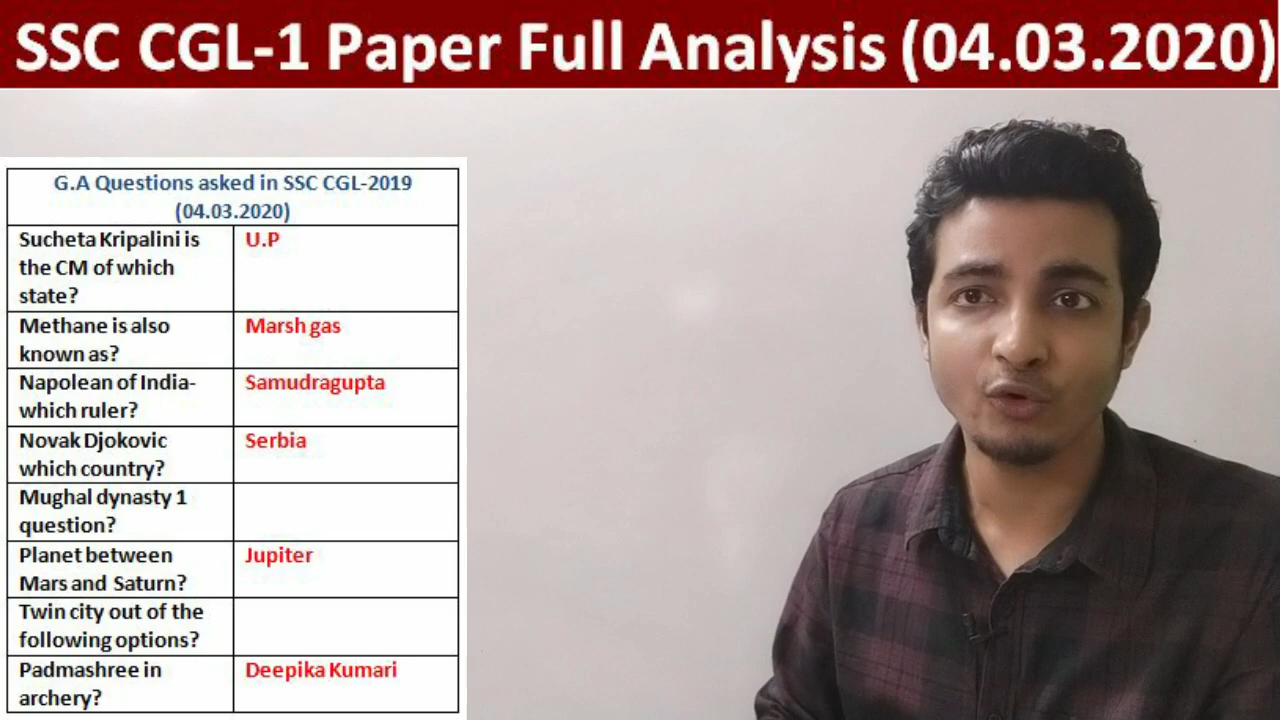 SSC CGL-1 Paper Full Analysis (04.03.2020)
G.A Questions asked in SSC CGL-2019
(04.03.2020)
Sucheta Kripalini is
the CM of which
state?
U.P
Methane is also
known as?
Marsh gas
Napolean of India-
which ruler?
Samudragupta
Novak Djokovic
which country?
Serbia
Mughal dynasty 1
question?
Planet between
Mars and Saturn?
Jupiter
Twin city out of the
following options?
Padmashree in
archery?
Deepika Kumari